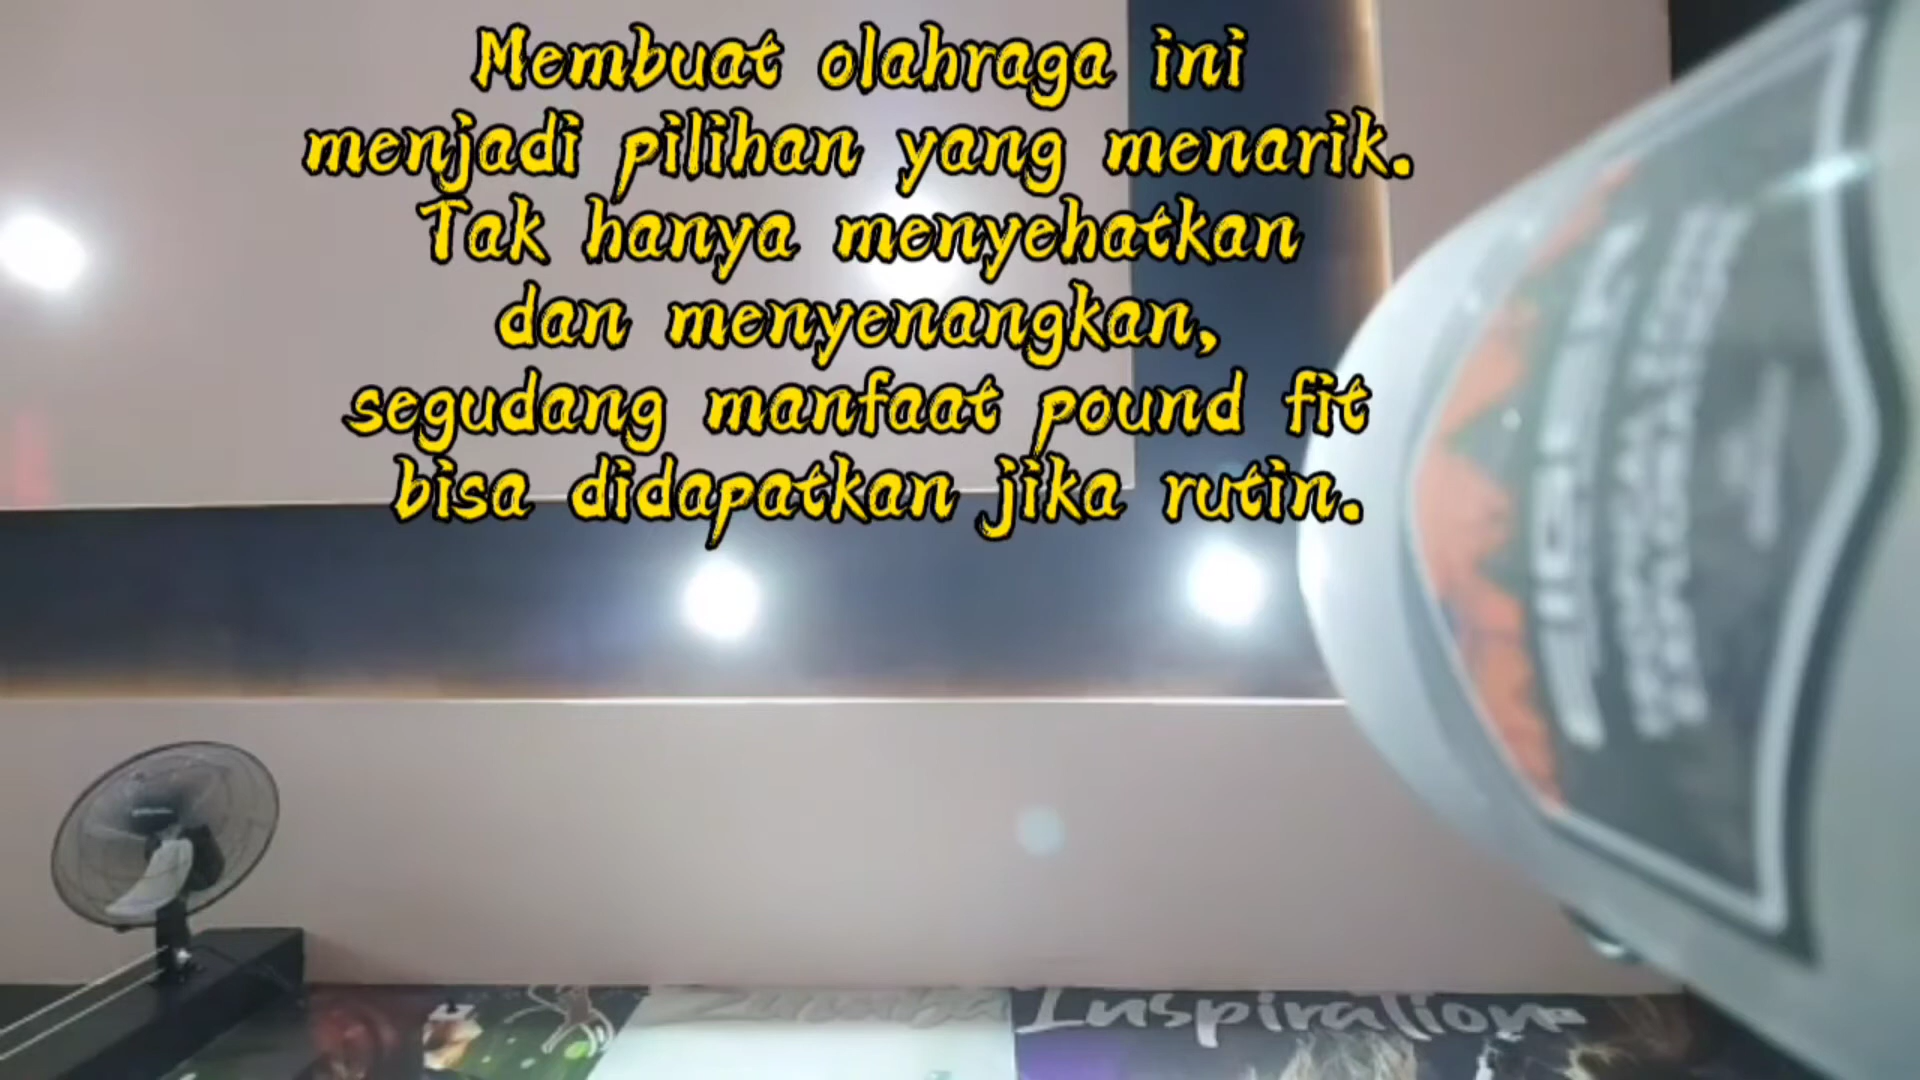 Membuat olahraga ini
menjadi pilihan yang menarik.
Tak hanya menyehatkan
dan menyenangkan,
segudang manfaat pound fit
bisa didapatkan jika rutin.
Zumba Inspiration